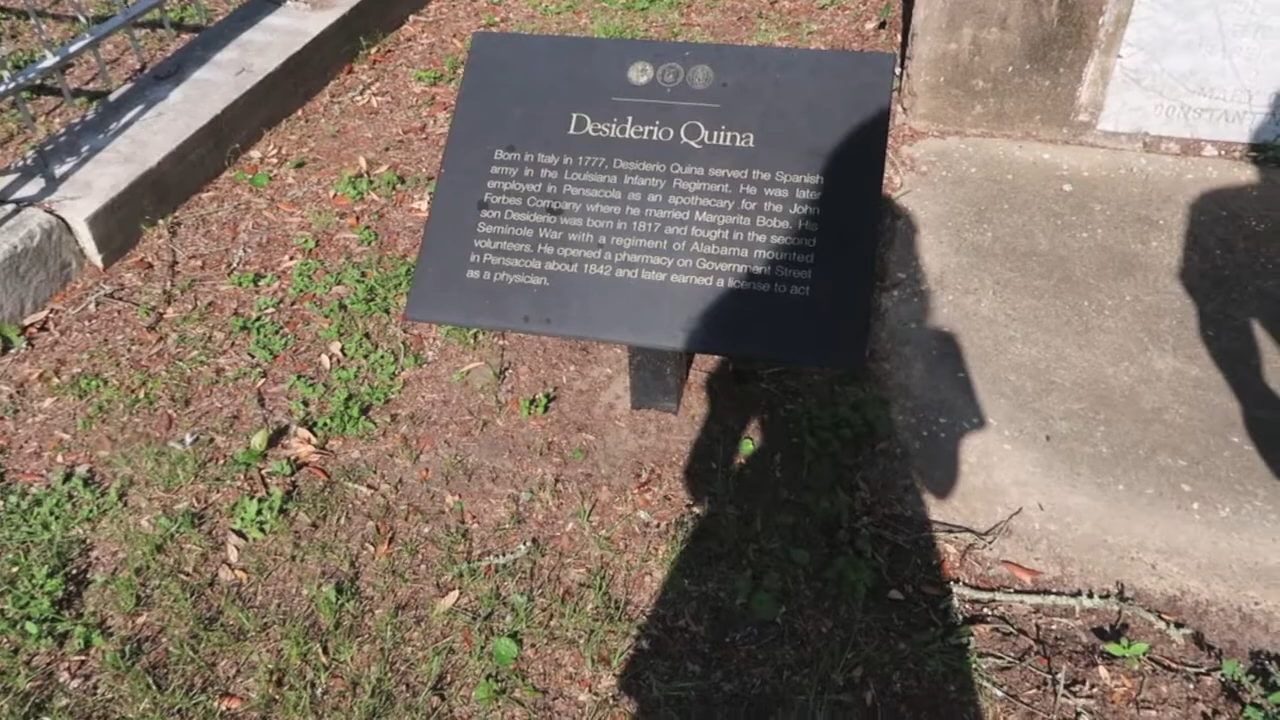 Desiderio Quina
Born in Italy in 1777, Desiderio Quina served the Spanish
army in the Louisiana Infantry Regiment. He was later
employed in Pensacola as an apothecary for the John
Forbes Company where he married Margarita Bobe. His
son Desiderio was born in 1817 and fought in the second
Seminole War with a regiment of Alabama mounted
volunteers. He opened a pharmacy on Government Street
in Pensacola about 1842 and later earned a license to act
as a physician.